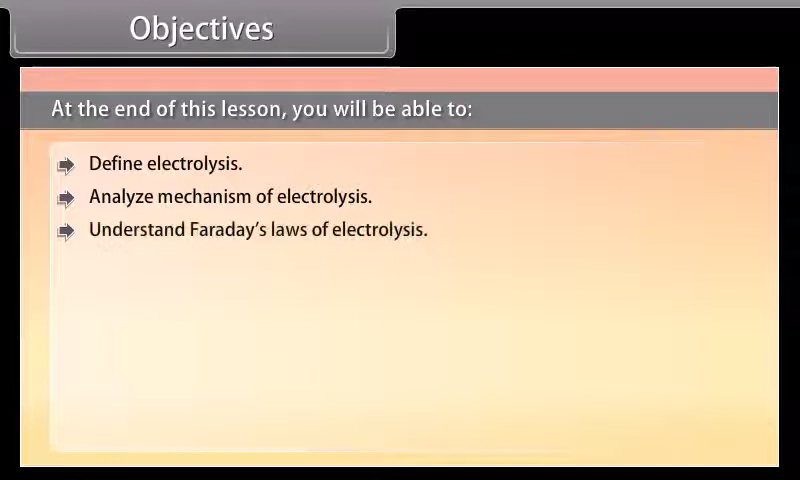 Objectives
At the end of this lesson, you will be able to:
Define electrolysis.
Analyze mechanism of electrolysis.
Understand Faraday's laws of electrolysis.